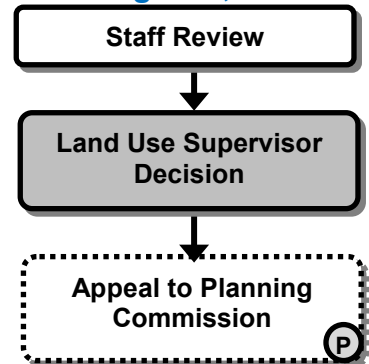 Staff Review
Land Use Supervisor
Decision
Appeal to Planning
Commission
P